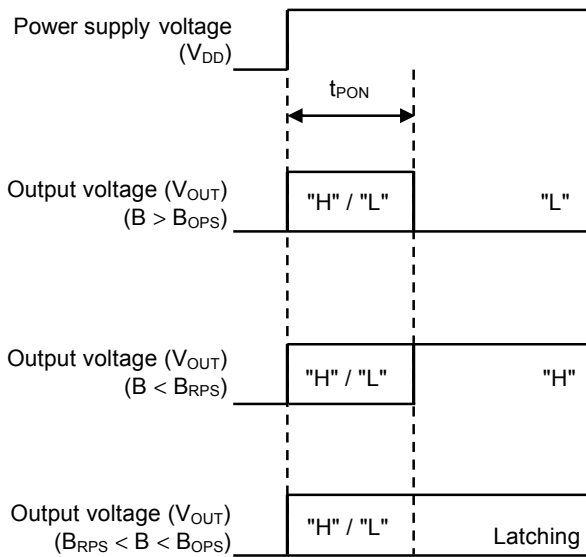 Power supply voltage
(VDD)
tPON
Output voltage (VOUT)
(B > BOPS)
"H" / "L"
"L"
Output voltage (VOUT)
(B < BRPS)
"H" / "L"
"H"
Output voltage (VOUT)
(BRPS < B < BOPS)
"H" / "L"
Latching